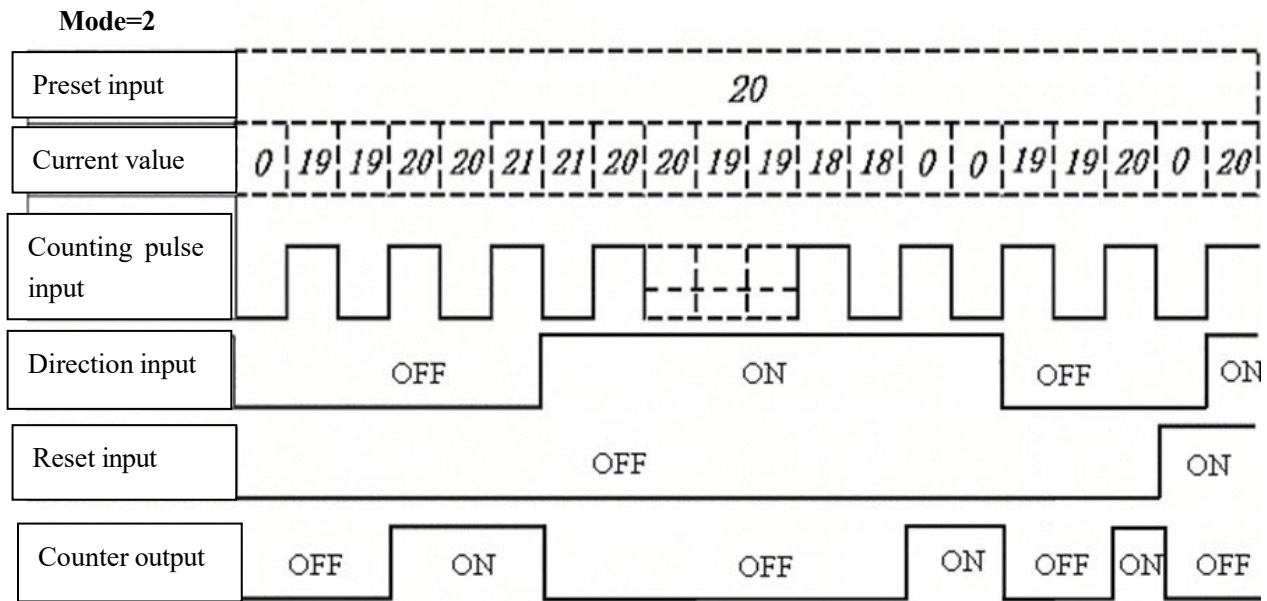 Mode=2
Preset input
20
Current value
0 19 19 20 20 21 21 20 20 19 19 18 18 0 0 19 19 20 0 20
Counting pulse
input
Direction input
OFF ON OFF ON
Reset input
OFF ON
Counter output
OFF ON OFF ON OFF ON OFF